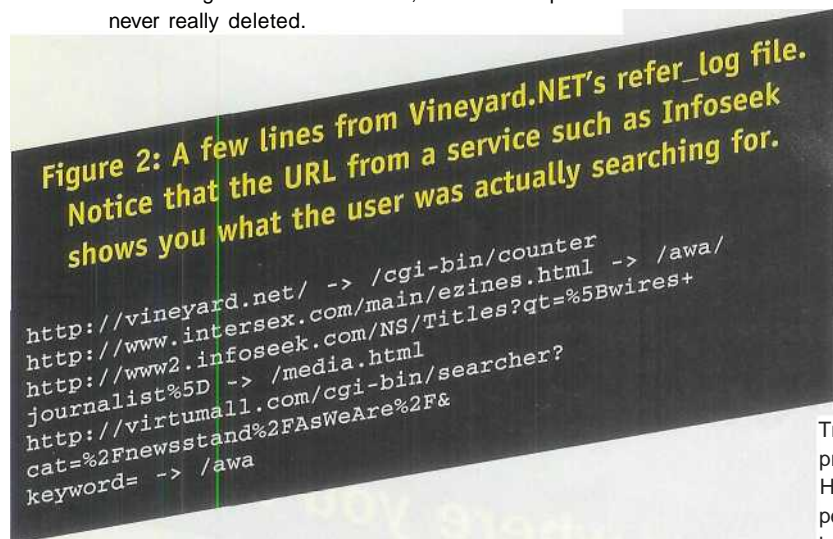 never really deleted.
Figure 2: A few lines from Vineyard.NET's refer_log file.
Notice that the URL from a service such as Infoseek
shows you what the user was actually searching for.
http://vineyard.net/ -> /cgi-bin/counter
http://www.intersex.com/main/ezines.html -> /awa/
http://www2.infoseek.com/NS/Titles?qt=%5Bwires+
journalist%5D -> /media.html
http://virtumall.com/cgi-bin/searcher?
cat=%2Fnewsstand%2FAsWeAre%2F&
keyword= -> /awa